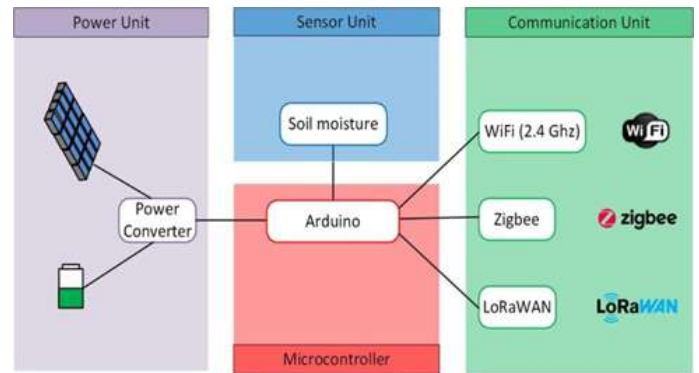 Power Unit
Sensor Unit
Communication Unit
Soil moisture
WiFi (2.4 Ghz)
WiFi
Power
Converter
Arduino
Zigbee
zigbee
LoRaWAN
LoRaWAN
Microcontroller